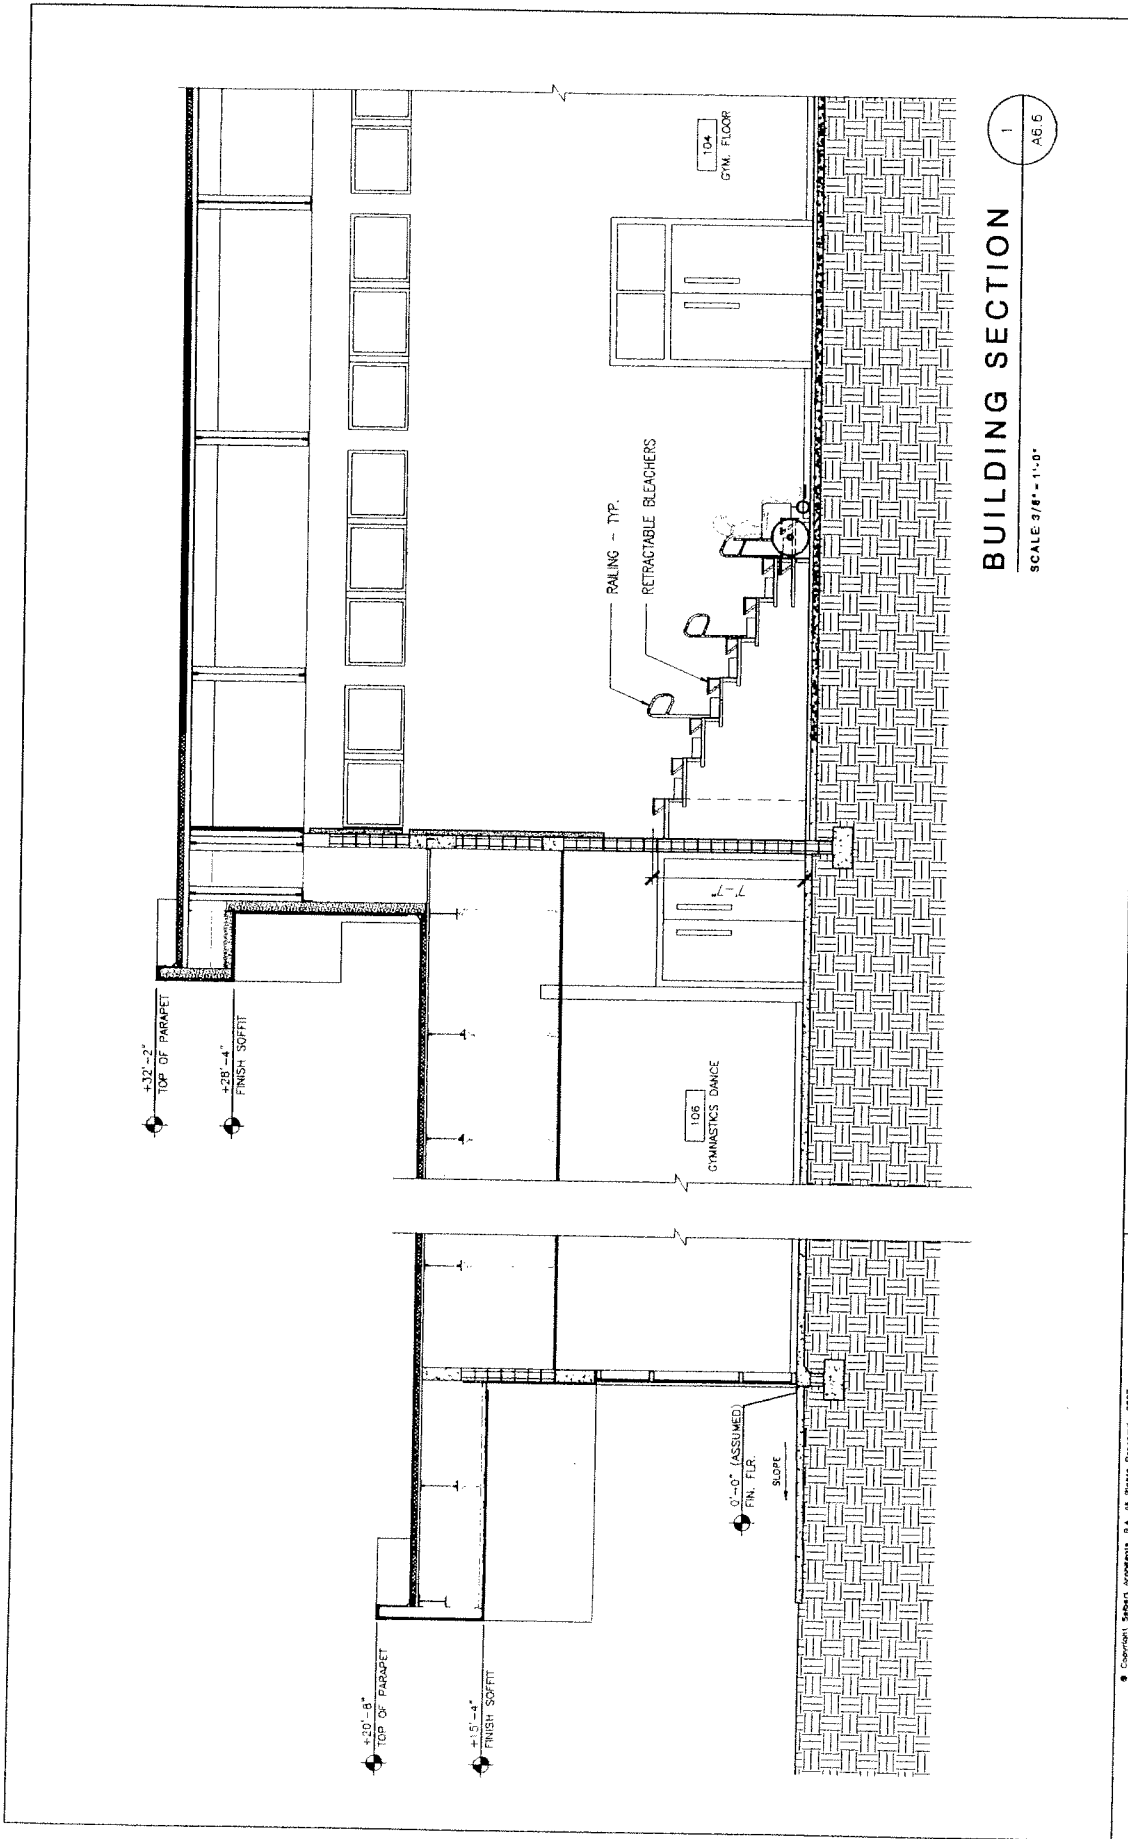 +32'-2"
TOP OF PARAPET
+28'-4"
FINISH SOFFIT
+20'-8"
TOP OF PARAPET
+15'-4"
FINISH SOFFIT
RAILING - TYP.
RETRACTABLE BLEACHERS
104
GYM. FLOOR
106
GYMNASTICS DANCE
7'-7"
0'-0" (ASSUMED)
FIN. FLR.
SLOPE
BUILDING SECTION
SCALE: 3/8" = 1'-0"
1
A6.6
© Copyright